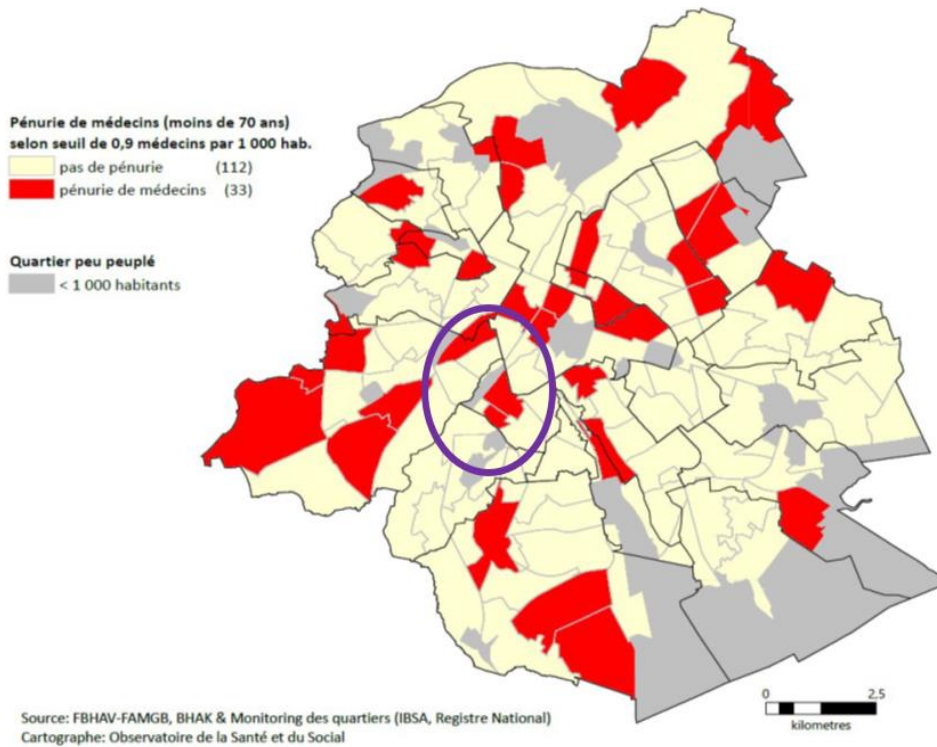 Pénurie de médecins (moins de 70 ans)
selon seuil de 0,9 médecins par 1 000 hab.
pas de pénurie (112)
pénurie de médecins (33)
Quartier peu peuplé
< 1 000 habitants
0 2,5
kilometres
Source: FBHAV-FAMGB, BHAK & Monitoring des quartiers (IBSA, Registre National)
Cartographe: Observatoire de la Santé et du Social